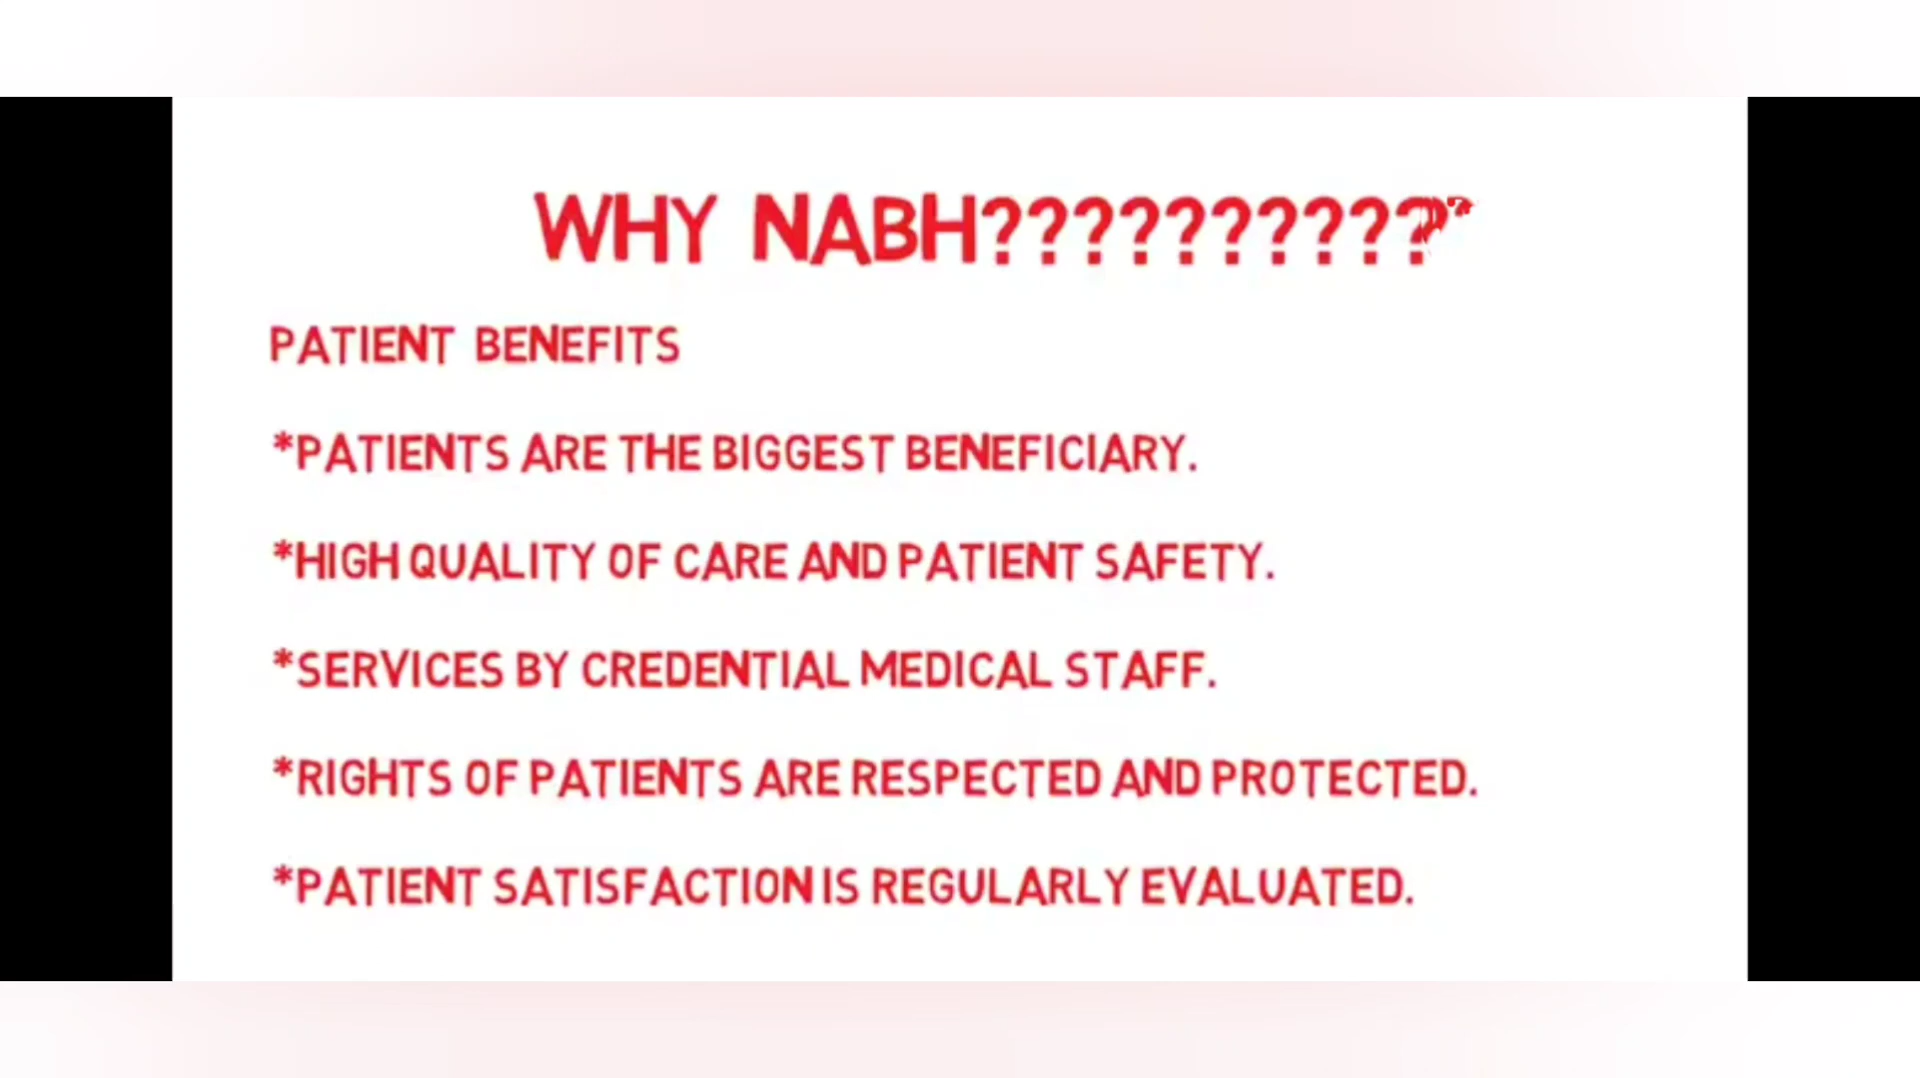 WHY NABH??????????
PATIENT BENEFITS
*PATIENTS ARE THE BIGGEST BENEFICIARY.
*HIGH QUALITY OF CARE AND PATIENT SAFETY.
*SERVICES BY CREDENTIAL MEDICAL STAFF.
*RIGHTS OF PATIENTS ARE RESPECTED AND PROTECTED.
*PATIENT SATISFACTION IS REGULARLY EVALUATED.